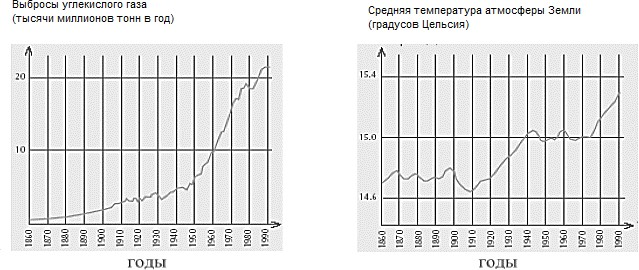 Выбросы углекислого газа
(тысячи миллионов тонн в год)
20
10
1860 1870 1880 1890 1900 1910 1920 1930 1940 1950 1960 1970 1980 1990
ГОДЫ
Средняя температура атмосферы Земли
(градусов Цельсия)
15.4
15.0
14.6
1860 1870 1880 1890 1900 1910 1920 1930 1940 1950 1960 1970 1980 1990
ГОДЫ